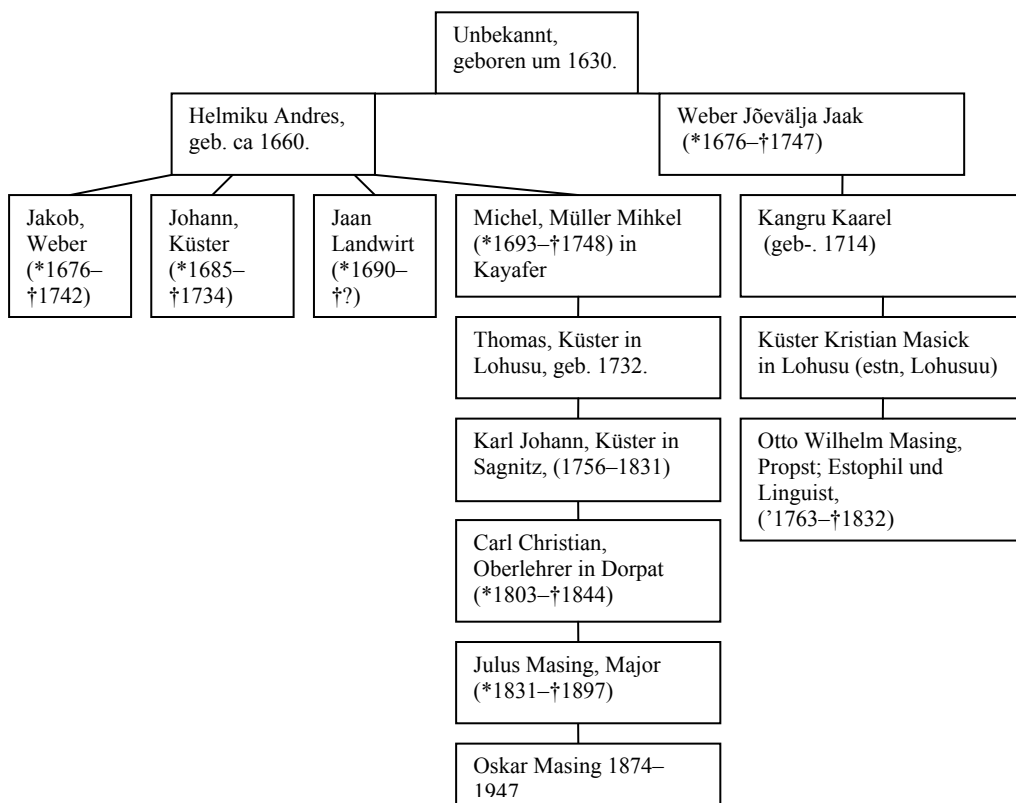 Unbekannt,
geboren um 1630.
Helmiku Andres,
geb. ca 1660.
Weber Jõevälja Jaak
(*1676–†1747)
Jakob,
Weber
(*1676–
†1742)
Johann,
Küster
(*1685–
†1734)
Jaan
Landwirt
(*1690–
†?)
Michel, Müller Mihkel
(*1693–†1748) in
Kayafer
Kangru Kaarel
(geb-. 1714)
Thomas, Küster in
Lohusu, geb. 1732.
Küster Kristian Masick
in Lohusu (estn, Lohusuu)
Karl Johann, Küster in
Sagnitz, (1756–1831)
Otto Wilhelm Masing,
Propst; Estophil und
Linguist,
(’1763–†1832)
Carl Christian,
Oberlehrer in Dorpat
(*1803–†1844)
Julus Masing, Major
(*1831–†1897)
Oskar Masing 1874–
1947